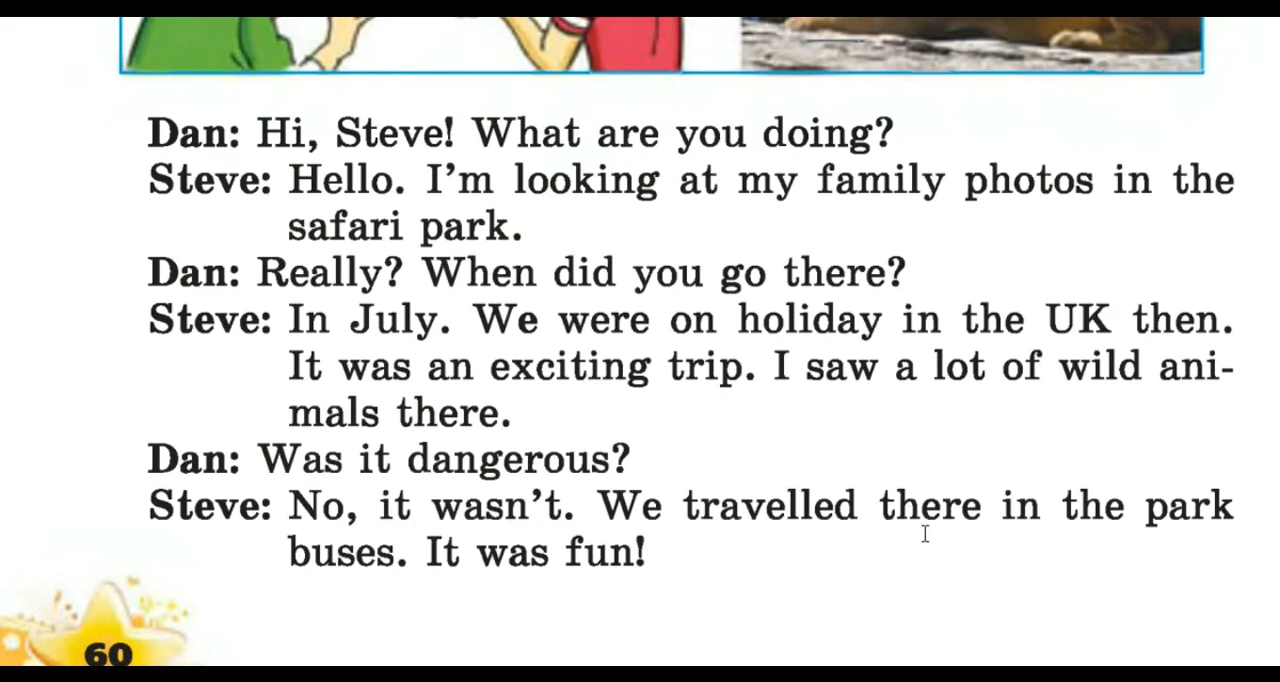 Dan: Hi, Steve! What are you doing?
Steve: Hello. I'm looking at my family photos in the
safari park.
Dan: Really? When did you go there?
Steve: In July. We were on holiday in the UK then.
It was an exciting trip. I saw a lot of wild ani-
mals there.
Dan: Was it dangerous?
Steve: No, it wasn't. We travelled there in the park
buses. It was fun!
60